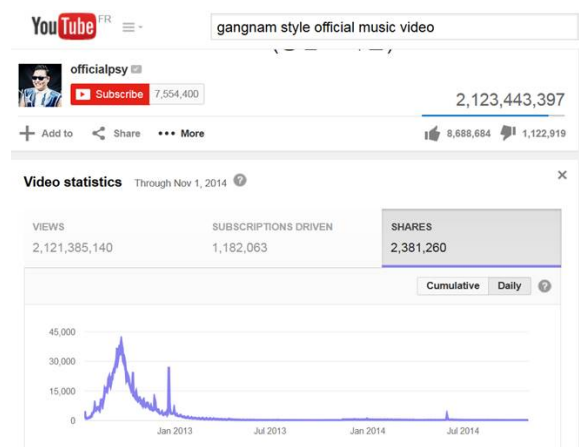 YouTube FR
gangnam style official music video
officialpsy
Subscribe 7,554,400
2,123,443,397
Add to Share More
8,688,684 1,122,919
Video statistics Through Nov 1, 2014 ?
VIEWS SUBSCRIPTIONS DRIVEN SHARES
2,121,385,140 1,182,063 2,381,260
Cumulative Daily ?
45,000
30,000
15,000
0
Jan 2013 Jul 2013 Jan 2014 Jul 2014